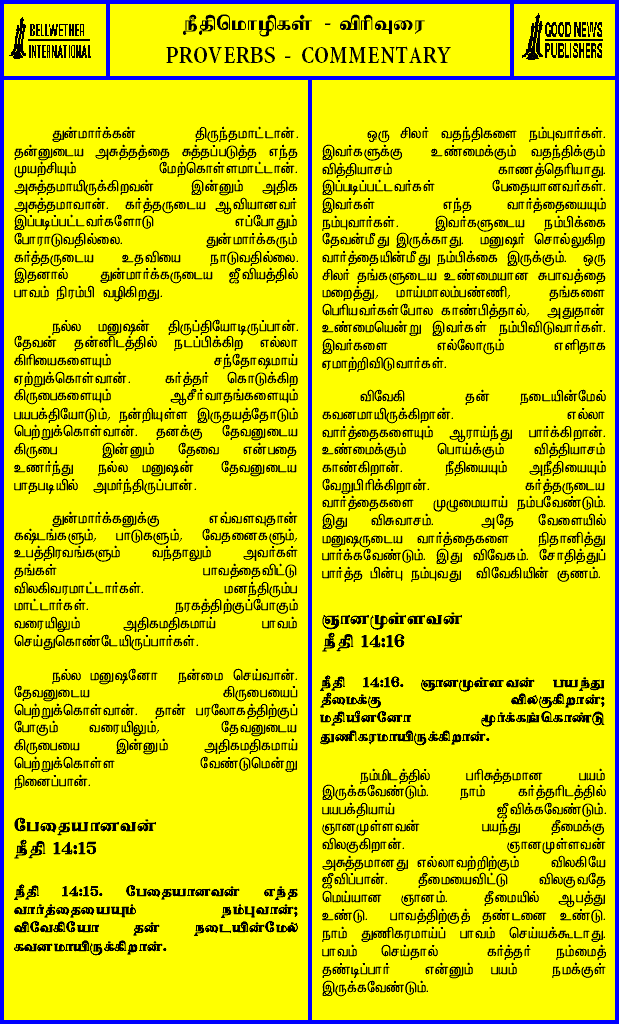 BELLWETHER
INTERNATIONAL
நீதிமொழிகள் - விரிவுரை
PROVERBS - COMMENTARY
GOOD NEWS
PUBLISHERS
துன்மார்க்கன் திருந்தமாட்டான்.
தன்னுடைய அசுத்தத்தை சுத்தப்படுத்த எந்த
முயற்சியும் மேற்கொள்ளமாட்டான்.
அசுத்தமாயிருக்கிறவன் இன்னும் அதிக
அசுத்தமாவான். கர்த்தருடைய ஆவியானவர்
இப்படிப்பட்டவர்களோடு எப்போதும்
போராடுவதில்லை. துன்மார்க்கரும்
கர்த்தருடைய உதவியை நாடுவதில்லை.
இதனால் துன்மார்க்கருடைய ஜீவியத்தில்
பாவம் நிரம்பி வழிகிறது.
நல்ல மனுஷன் திருப்தியோடிருப்பான்.
தேவன் தன்னிடத்தில் நடப்பிக்கிற எல்லா
கிரியைகளையும் சந்தோஷமாய்
ஏற்றுக்கொள்வான். கர்த்தர் கொடுக்கிற
கிருபைகளையும் ஆசீர்வாதங்களையும்
பயபக்தியோடும், நன்றியுள்ள இருதயத்தோடும்
பெற்றுக்கொள்வான். தனக்கு தேவனுடைய
கிருபை இன்னும் தேவை என்பதை
உணர்ந்து நல்ல மனுஷன் தேவனுடைய
பாதபடியில் அமர்ந்திருப்பான்.
துன்மார்க்கனுக்கு எவ்வளவுதான்
கஷ்டங்களும், பாடுகளும், வேதனைகளும்,
உபத்திரவங்களும் வந்தாலும் அவர்கள்
தங்கள் பாவத்தைவிட்டு
விலகிவரமாட்டார்கள். மனந்திரும்ப
மாட்டார்கள். நரகத்திற்குப்போகும்
வரையிலும் அதிகமதிகமாய் பாவம்
செய்துகொண்டேயிருப்பார்கள்.
நல்ல மனுஷனோ நன்மை செய்வான்.
தேவனுடைய கிருபையைப்
பெற்றுக்கொள்வான். தான் பரலோகத்திற்குப்
போகும் வரையிலும், தேவனுடைய
கிருபையை இன்னும் அதிகமதிகமாய்
பெற்றுக்கொள்ள வேண்டுமென்று
நினைப்பான்.
பேதையானவன்
நீதி 14:15
நீதி 14:15. பேதையானவன் எந்த
வார்த்தையையும் நம்புவான்;
விவேகியோ தன் நடையின்மேல்
கவனமாயிருக்கிறான்.
ஒரு சிலர் வதந்திகளை நம்புவார்கள்.
இவர்களுக்கு உண்மைக்கும் வதந்திக்கும்
வித்தியாசம் காணத்தெரியாது.
இப்படிப்பட்டவர்கள் பேதையானவர்கள்.
இவர்கள் எந்த வார்த்தையையும்
நம்புவார்கள். இவர்களுடைய நம்பிக்கை
தேவன்மீது இருக்காது. மனுஷர் சொல்லுகிற
வார்த்தையின்மீது நம்பிக்கை இருக்கும். ஒரு
சிலர் தங்களுடைய உண்மையான சுபாவத்தை
மறைத்து, மாய்மாலம்பண்ணி, தங்களை
பெரியவர்கள்போல காண்பித்தால், அதுதான்
உண்மையென்று இவர்கள் நம்பிவிடுவார்கள்.
இவர்களை எல்லோரும் எளிதாக
ஏமாற்றிவிடுவார்கள்.
விவேகி தன் நடையின்மேல்
கவனமாயிருக்கிறான். எல்லா
வார்த்தைகளையும் ஆராய்ந்து பார்க்கிறான்.
உண்மைக்கும் பொய்க்கும் வித்தியாசம்
காண்கிறான். நீதியையும் அநீதியையும்
வேறுபிரிக்கிறான். கர்த்தருடைய
வார்த்தைகளை முழுமையாய் நம்பவேண்டும்.
இது விசுவாசம். அதே வேளையில்
மனுஷருடைய வார்த்தைகளை நிதானித்து
பார்க்கவேண்டும். இது விவேகம். சோதித்துப்
பார்த்த பின்பு நம்புவது விவேகியின் குணம்.
ஞானமுள்ளவன்
நீதி 14:16
நீதி 14:16. ஞானமுள்ளவன் பயந்து
தீமைக்கு விலகுகிறான்;
மதியீனனோ மூர்க்கங்கொண்டு
துணிகரமாயிருக்கிறான்.
நம்மிடத்தில் பரிசுத்தமான பயம்
இருக்கவேண்டும். நாம் கர்த்தரிடத்தில்
பயபக்தியாய் ஜீவிக்கவேண்டும்.
ஞானமுள்ளவன் பயந்து தீமைக்கு
விலகுகிறான். ஞானமுள்ளவன்
அசுத்தமானது எல்லாவற்றிற்கும் விலகியே
ஜீவிப்பான். தீமையைவிட்டு விலகுவதே
மெய்யான ஞானம். தீமையில் ஆபத்து
உண்டு. பாவத்திற்குத் தண்டனை உண்டு.
நாம் துணிகரமாய்ப் பாவம் செய்யக்கூடாது.
பாவம் செய்தால் கர்த்தர் நம்மைத்
தண்டிப்பார் என்னும் பயம் நமக்குள்
இருக்கவேண்டும்.